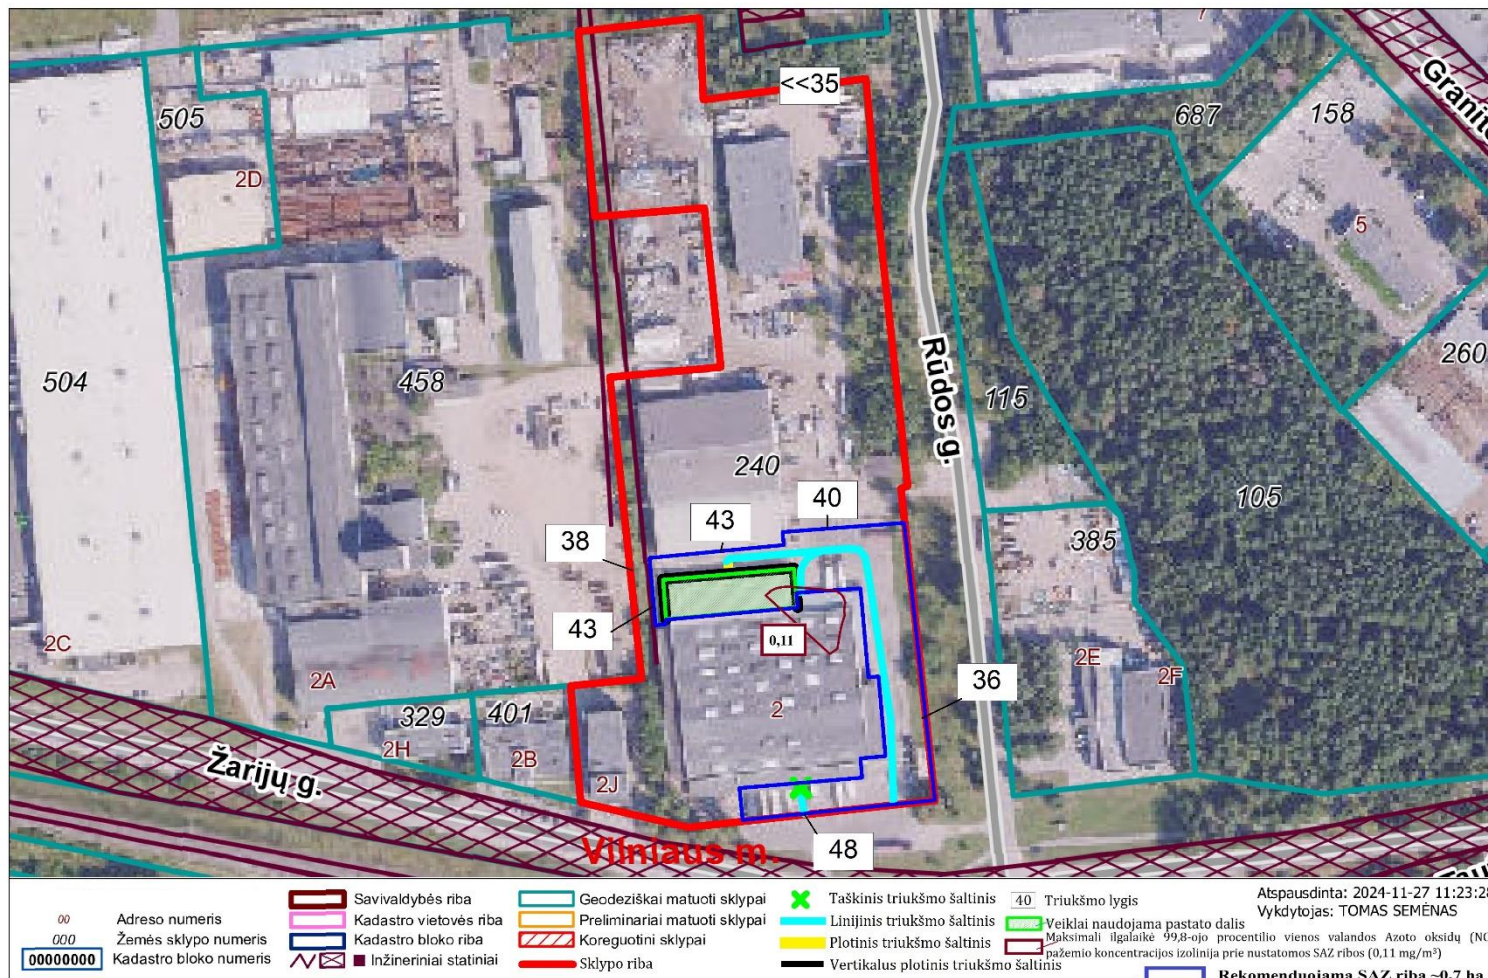 <<35
505
687
158
Granito
2D
5
504
458
Rūdos g.
115
260
240
105
43
40
38
385
43
0,11
2C
2A
36
2E
2F
329
401
2
2H
2B
2J
Žarijų g.
Vilniaus m.
48
00 Adreso numeris
000 Žemės sklypo numeris
00000000 Kadastro bloko numeris
Savivaldybės riba
Kadastro vietovės riba
Kadastro bloko riba
Inžineriniai statiniai
Geodeziškai matuoti sklypai
Preliminariai matuoti sklypai
Koreguotini sklypai
Sklypo riba
Taškinis triukšmo šaltinis
Linijinis triukšmo šaltinis
Plotinis triukšmo šaltinis
Vertikalus plotinis triukšmo šaltinis
40 Triukšmo lygis
Veiklai naudojama pastato dalis
Maksimali ilgalaikė 99,8-ojo procentilio vienos valandos Azoto oksidų (NO
pažemio koncentracijos izolinija prie nustatomos SAZ ribos (0,11 mg/m³)
Rekomenduojama SAZ riba ~0,7 ha
Atspausdinta: 2024-11-27 11:23:28
Vykdytojas: TOMAS SEMĖNAS